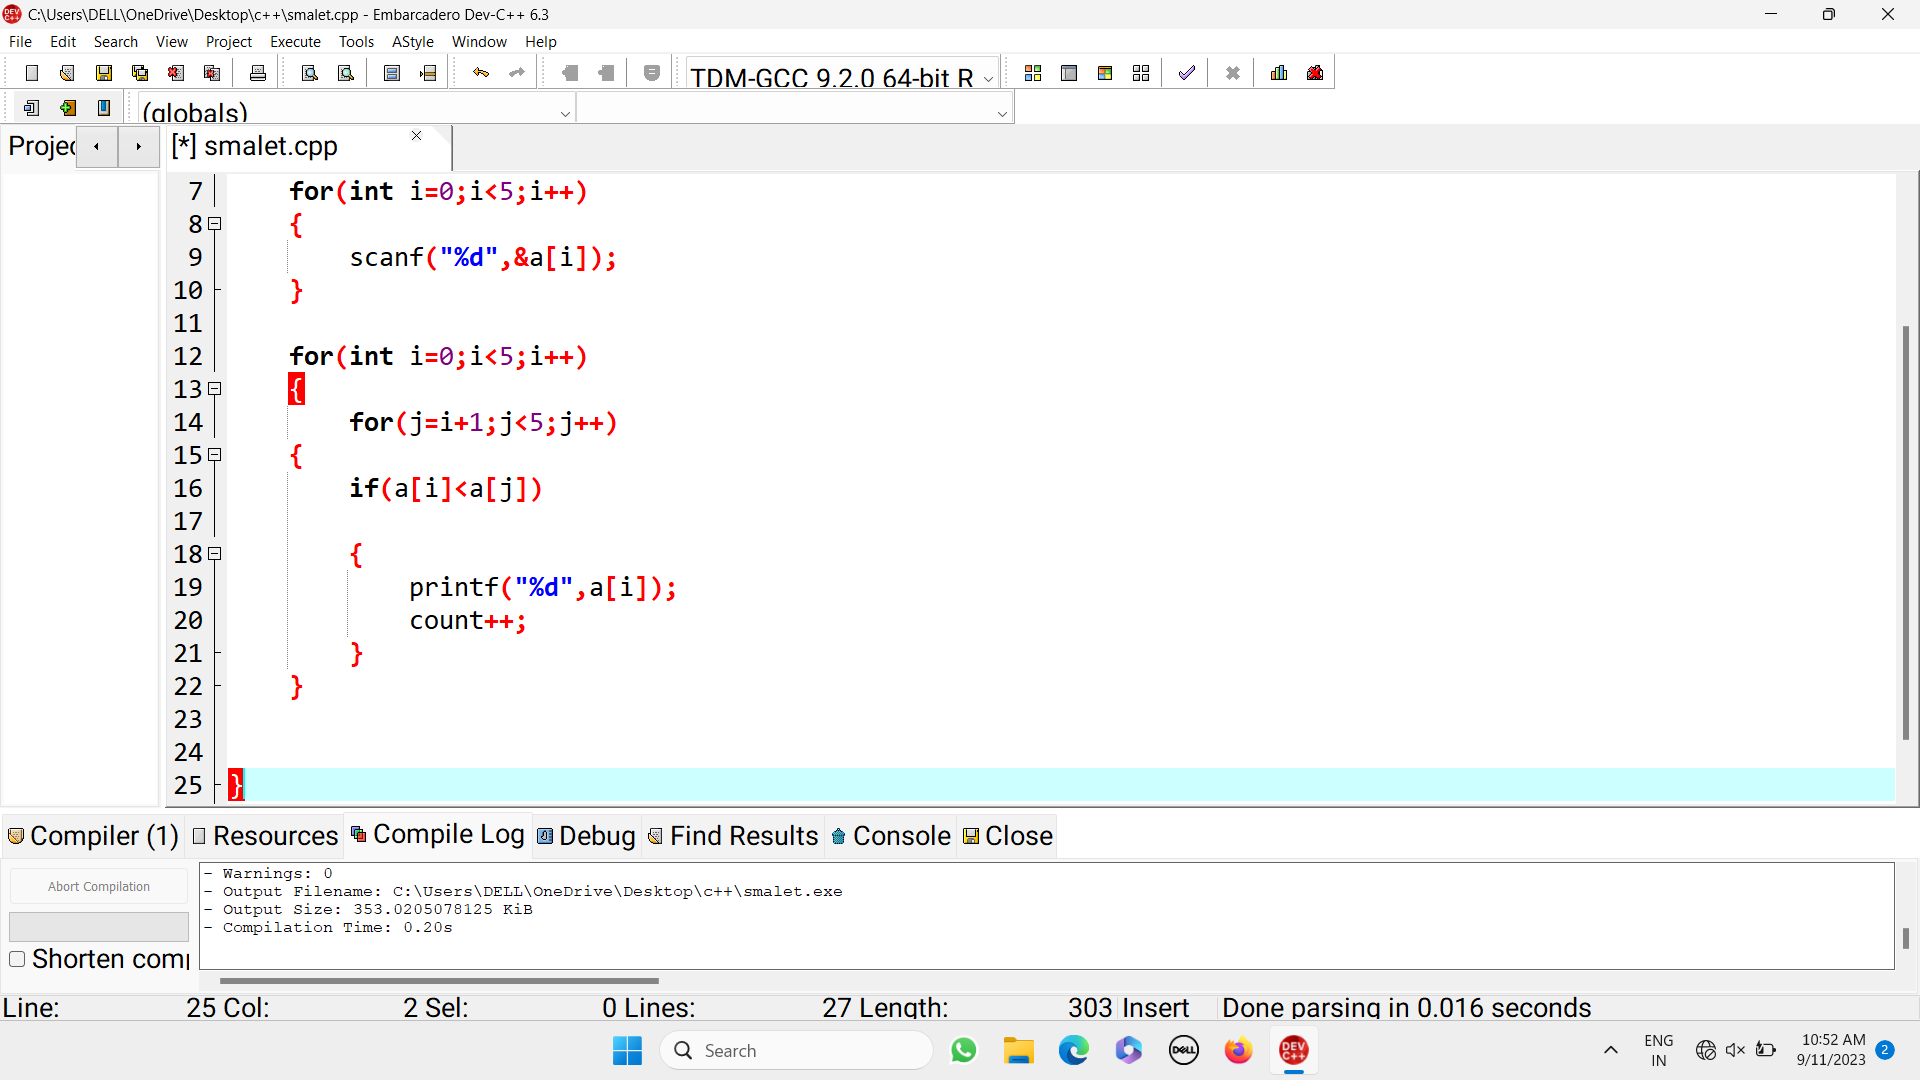 C:\Users\DELL\OneDrive\Desktop\c++\smalet.cpp - Embarcadero Dev-C++ 6.3
File Edit Search View Project Execute Tools AStyle Window Help
TDM-GCC 9.2.0 64-bit R
(globals)
Projec [*] smalet.cpp
7 for(int i=0;i<5;i++)
8 {
9 scanf("%d",&a[i]);
10 }
11
12 for(int i=0;i<5;i++)
13 {
14 for(j=i+1;j<5;j++)
15 {
16 if(a[i]<a[j])
17
18 {
19 printf("%d",a[i]);
20 count++;
21 }
22 }
23
24
25 }
Compiler (1) Resources Compile Log Debug Find Results Console Close
Abort Compilation
Shorten comp
- Warnings: 0
- Output Filename: C:\Users\DELL\OneDrive\Desktop\c++\smalet.exe
- Output Size: 353.0205078125 KiB
- Compilation Time: 0.20s
Line: 25 Col: 2 Sel: 0 Lines: 27 Length: 303 Insert Done parsing in 0.016 seconds
Search
DELL
DEV C++
ENG
IN
10:52 AM
9/11/2023
2